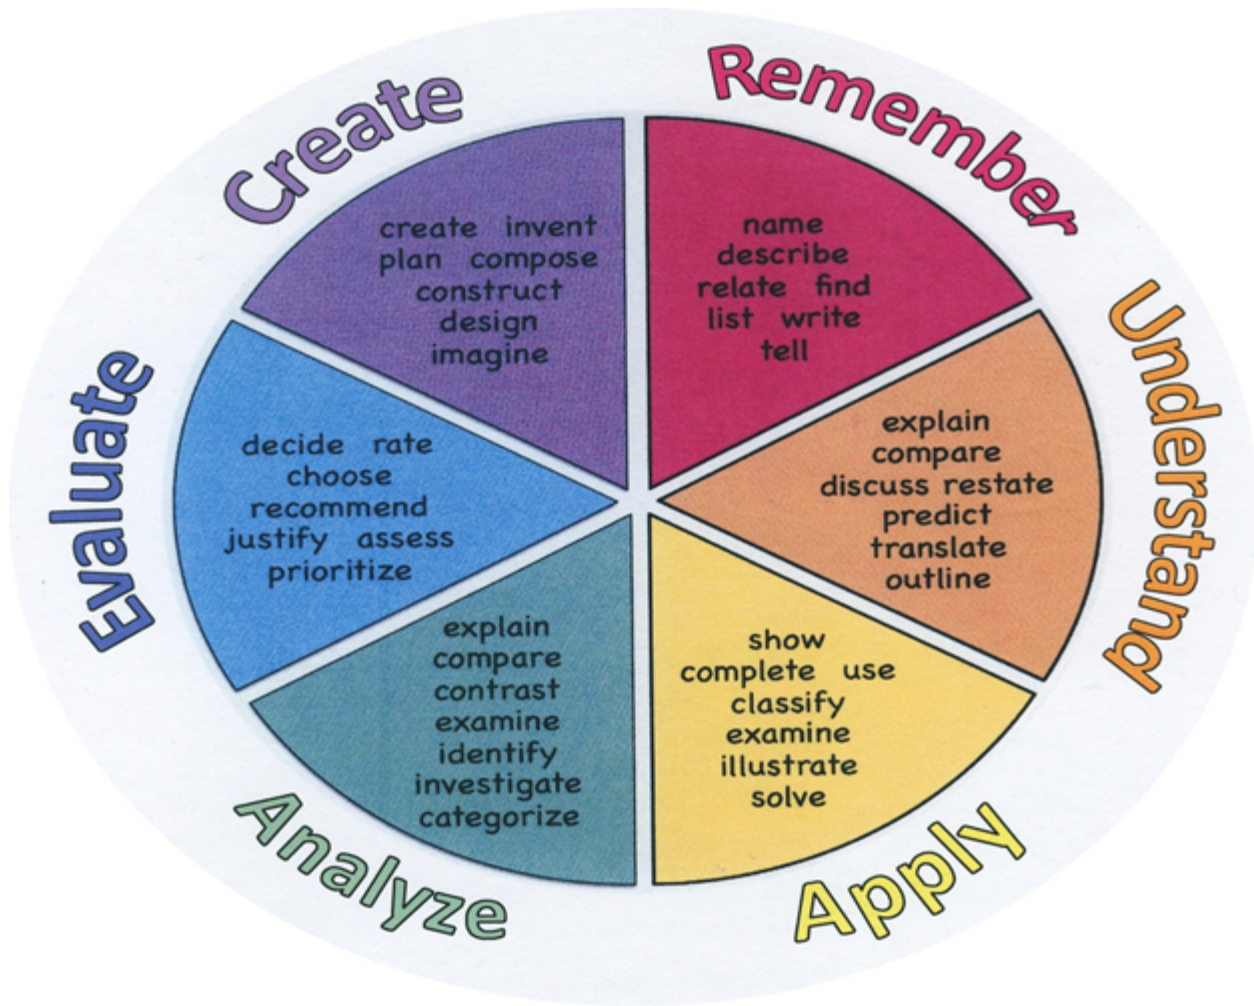 Remember
name
describe
relate find
list write
tell
Understand
explain
compare
discuss restate
predict
translate
outline
Apply
show
complete use
classify
examine
illustrate
solve
Analyze
explain
compare
contrast
examine
identify
investigate
categorize
Evaluate
decide rate
choose
recommend
justify assess
prioritize
Create
create invent
plan compose
construct
design
imagine